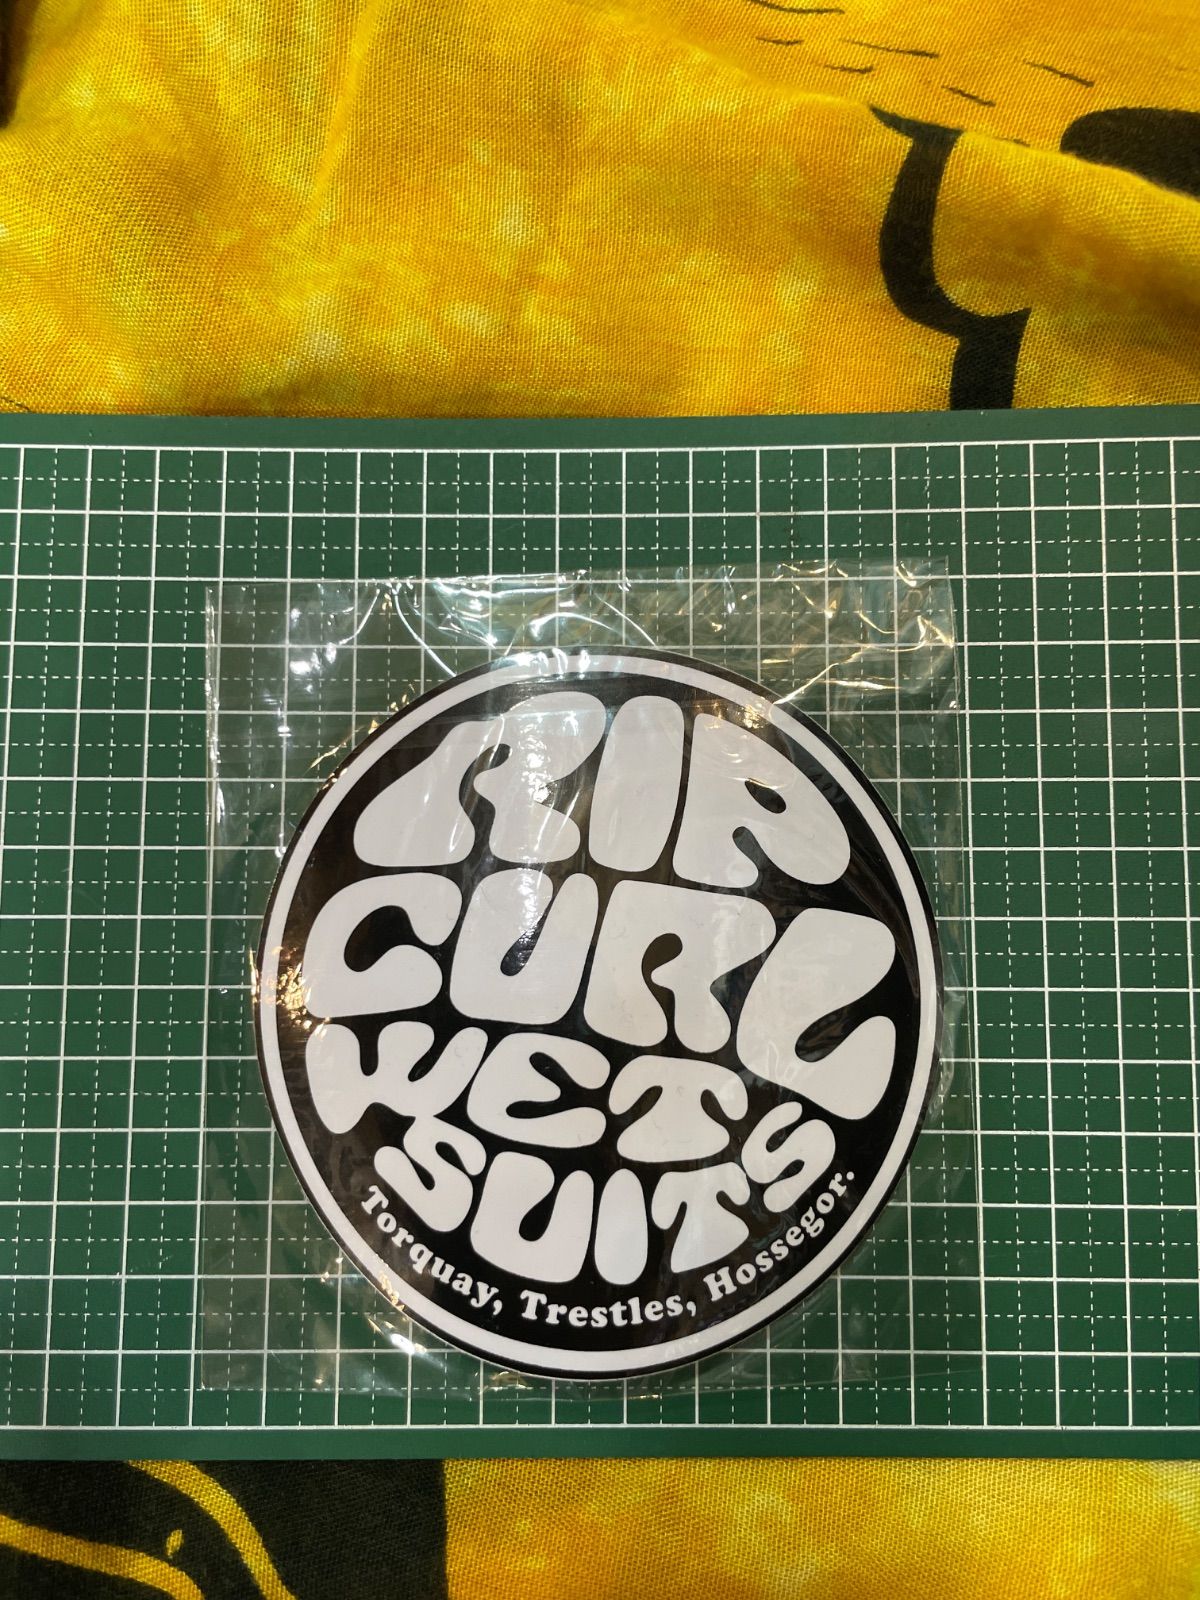 RIP
CURL
WET
SUITS
Torquay, Trestles, Hossegor.